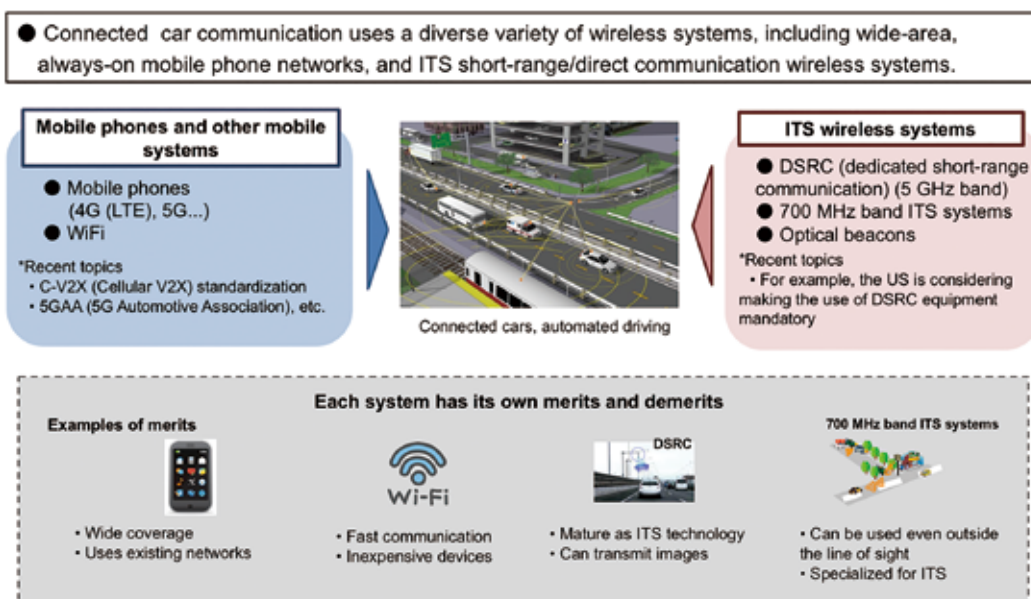 ● Connected car communication uses a diverse variety of wireless systems, including wide-area,
always-on mobile phone networks, and ITS short-range/direct communication wireless systems.
Mobile phones and other mobile
systems
● Mobile phones
(4G (LTE), 5G...)
● WiFi
*Recent topics
• C-V2X (Cellular V2X) standardization
• 5GAA (5G Automotive Association), etc.
Connected cars, automated driving
ITS wireless systems
● DSRC (dedicated short-range
communication) (5 GHz band)
● 700 MHz band ITS systems
● Optical beacons
*Recent topics
• For example, the US is considering
making the use of DSRC equipment
mandatory
Each system has its own merits and demerits
Examples of merits
• Wide coverage
• Uses existing networks
Wi-Fi
• Fast communication
• Inexpensive devices
DSRC
• Mature as ITS technology
• Can transmit images
700 MHz band ITS systems
• Can be used even outside
the line of sight
• Specialized for ITS